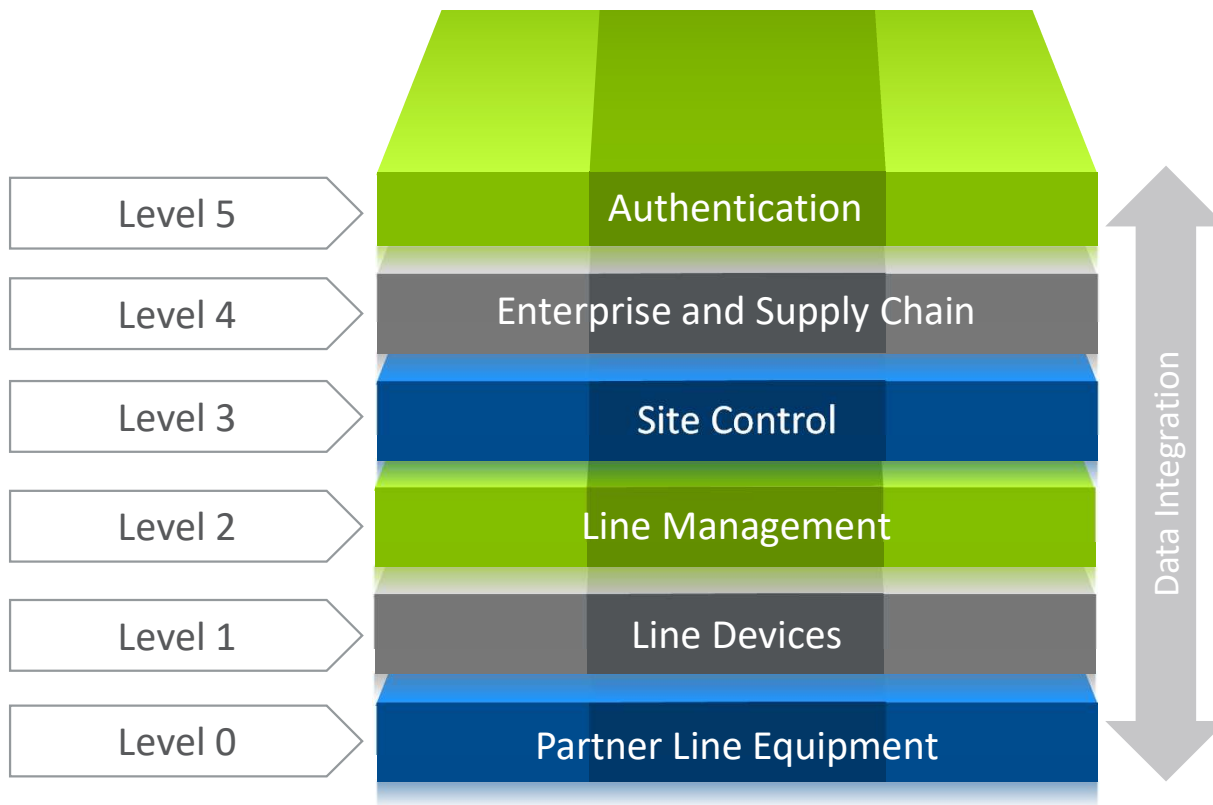 Level 5
Authentication
Level 4
Enterprise and Supply Chain
Level 3
Site Control
Level 2
Line Management
Level 1
Line Devices
Level 0
Partner Line Equipment
Data Integration